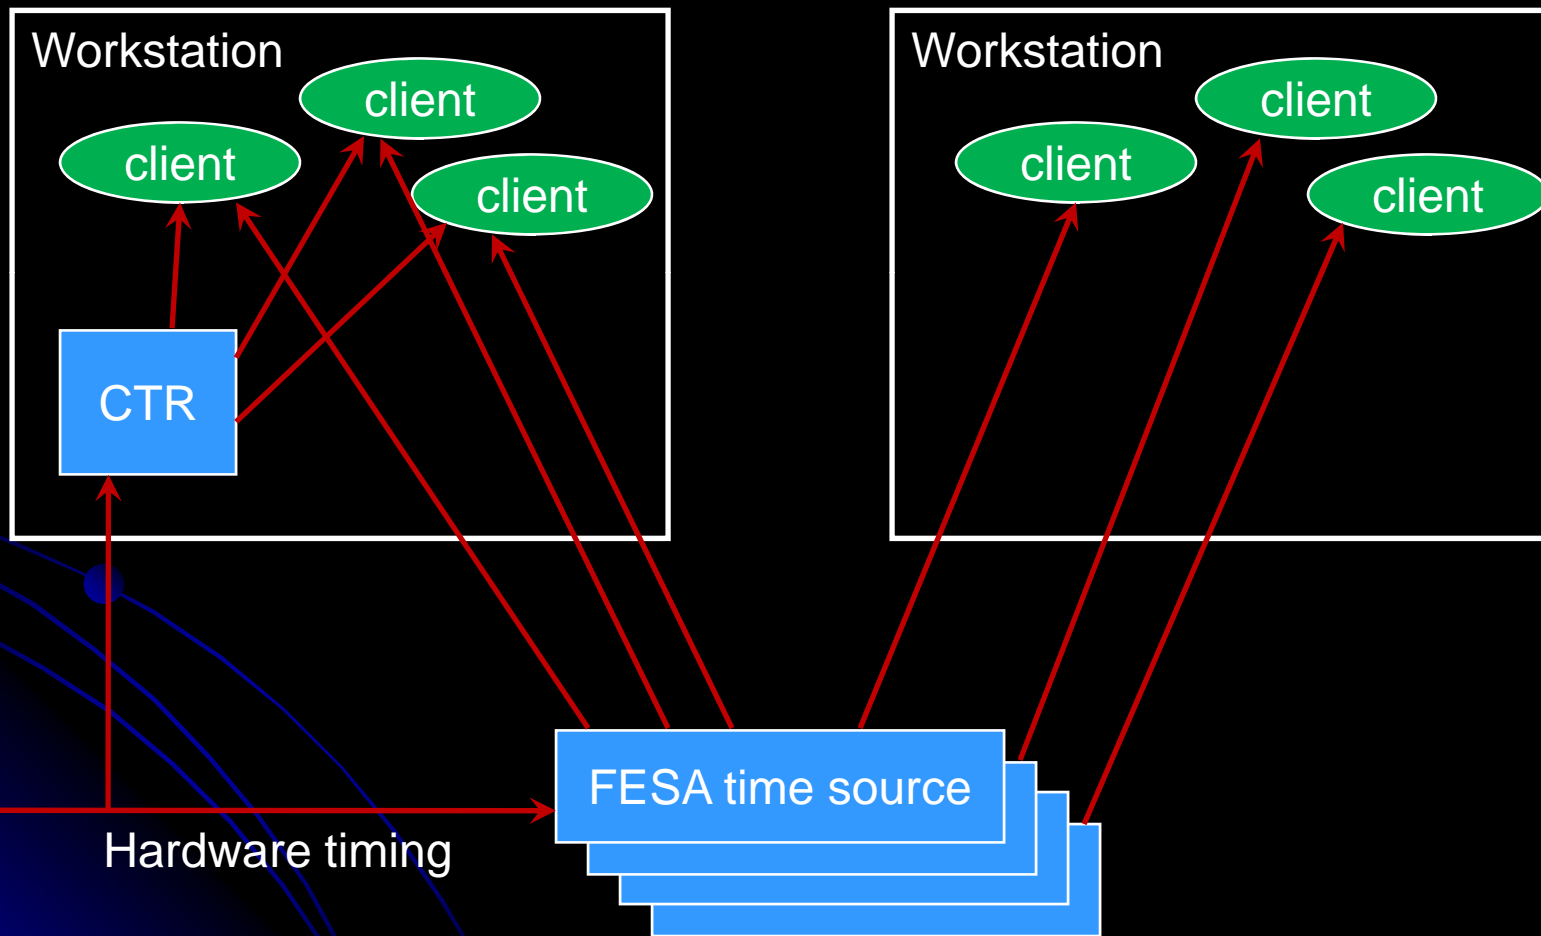 Workstation
client
client
client
CTR
Workstation
client
client
client
FESA time source
Hardware timing